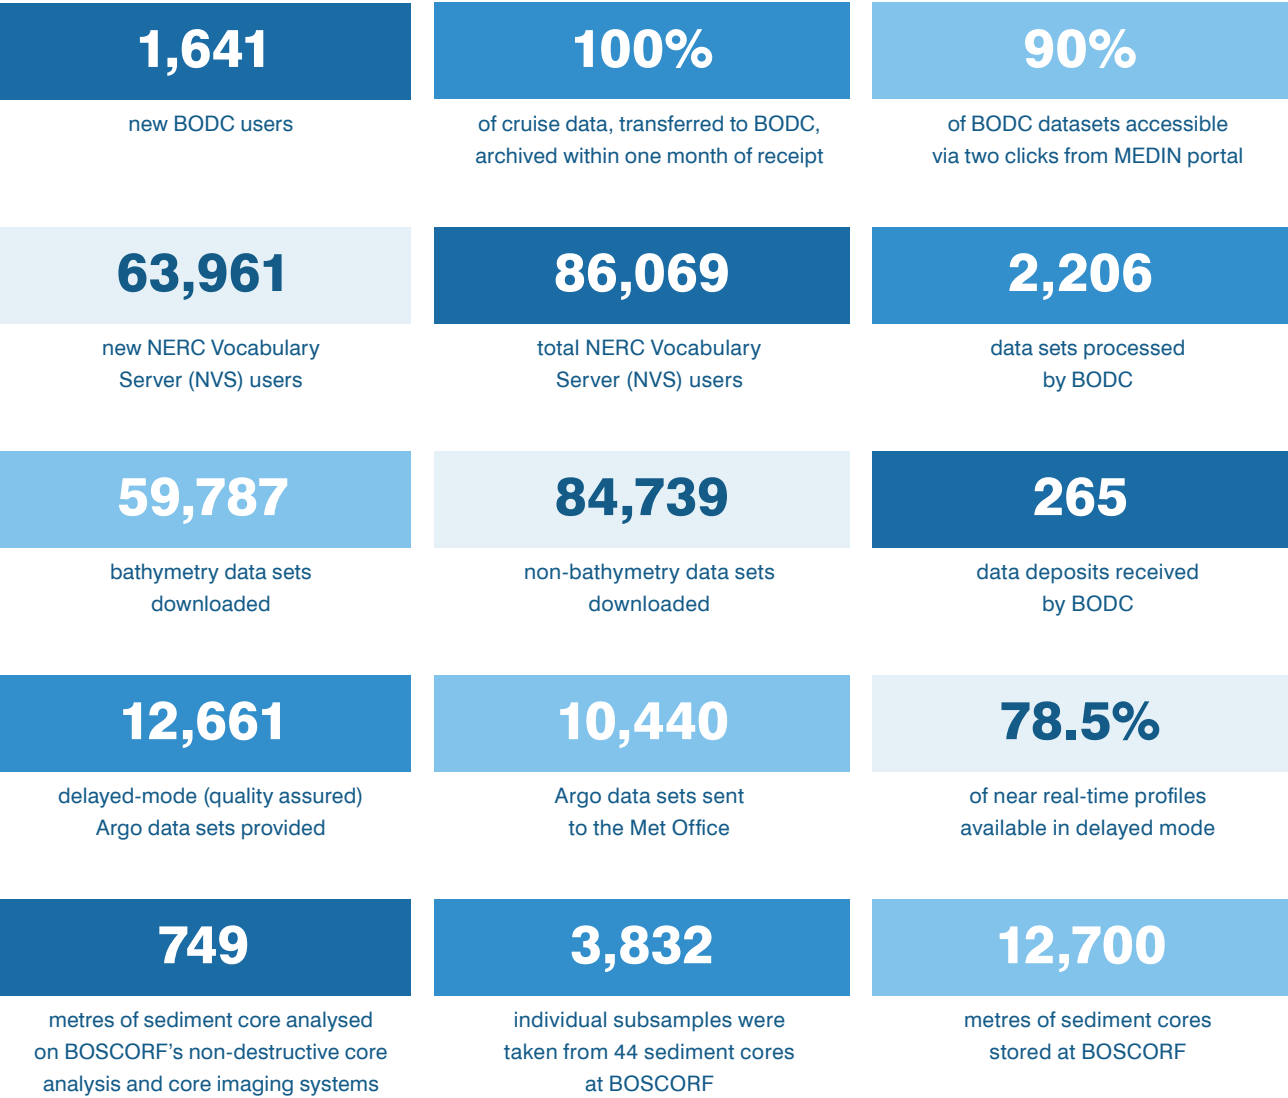 1,641
new BODC users
100%
of cruise data, transferred to BODC,
archived within one month of receipt
90%
of BODC datasets accessible
via two clicks from MEDIN portal
63,961
new NERC Vocabulary
Server (NVS) users
86,069
total NERC Vocabulary
Server (NVS) users
2,206
data sets processed
by BODC
59,787
bathymetry data sets
downloaded
84,739
non-bathymetry data sets
downloaded
265
data deposits received
by BODC
12,661
delayed-mode (quality assured)
Argo data sets provided
10,440
Argo data sets sent
to the Met Office
78.5%
of near real-time profiles
available in delayed mode
749
metres of sediment core analysed
on BOSCORF’s non-destructive core
analysis and core imaging systems
3,832
individual subsamples were
taken from 44 sediment cores
at BOSCORF
12,700
metres of sediment cores
stored at BOSCORF